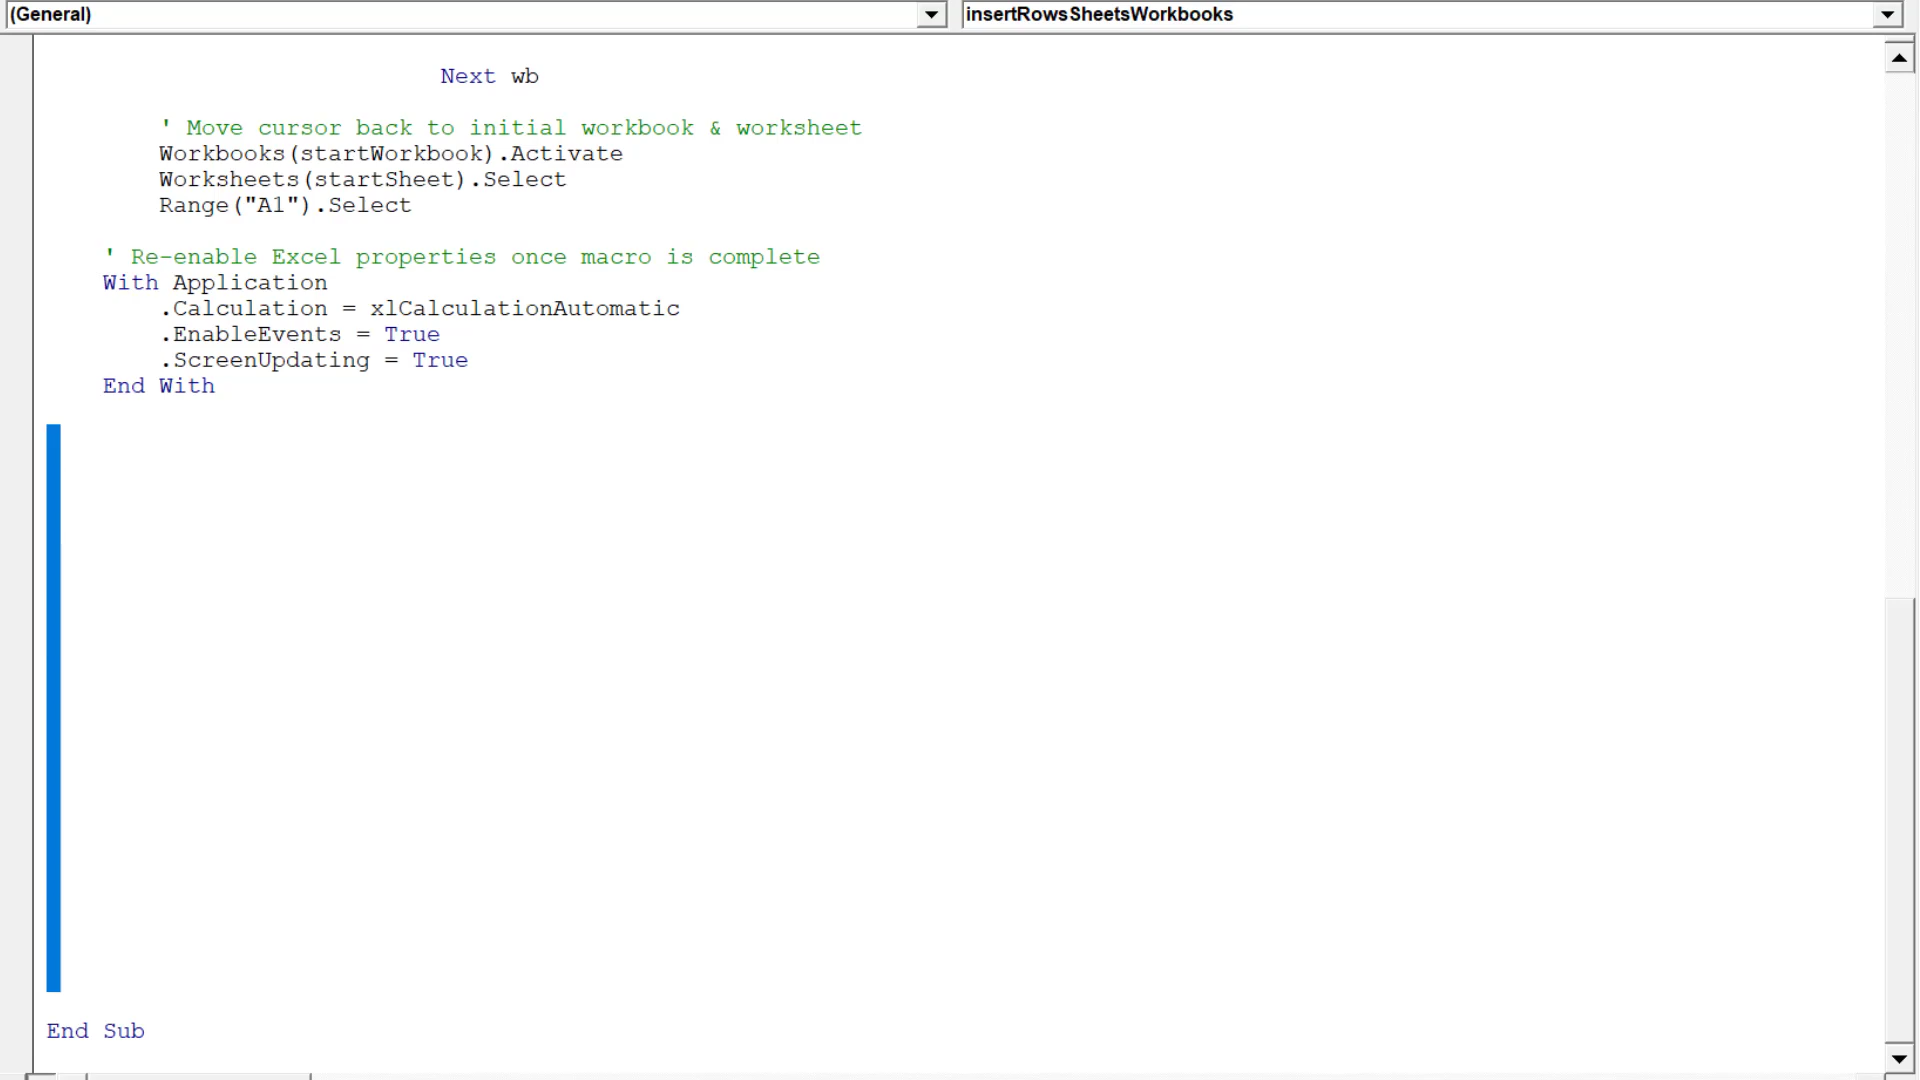 (General)
insertRowsSheetsWorkbooks
Next wb
' Move cursor back to initial workbook & worksheet
Workbooks(startWorkbook).Activate
Worksheets(startSheet).Select
Range("A1").Select
' Re-enable Excel properties once macro is complete
With Application
.Calculation = xlCalculationAutomatic
.EnableEvents = True
.ScreenUpdating = True
End With
End Sub